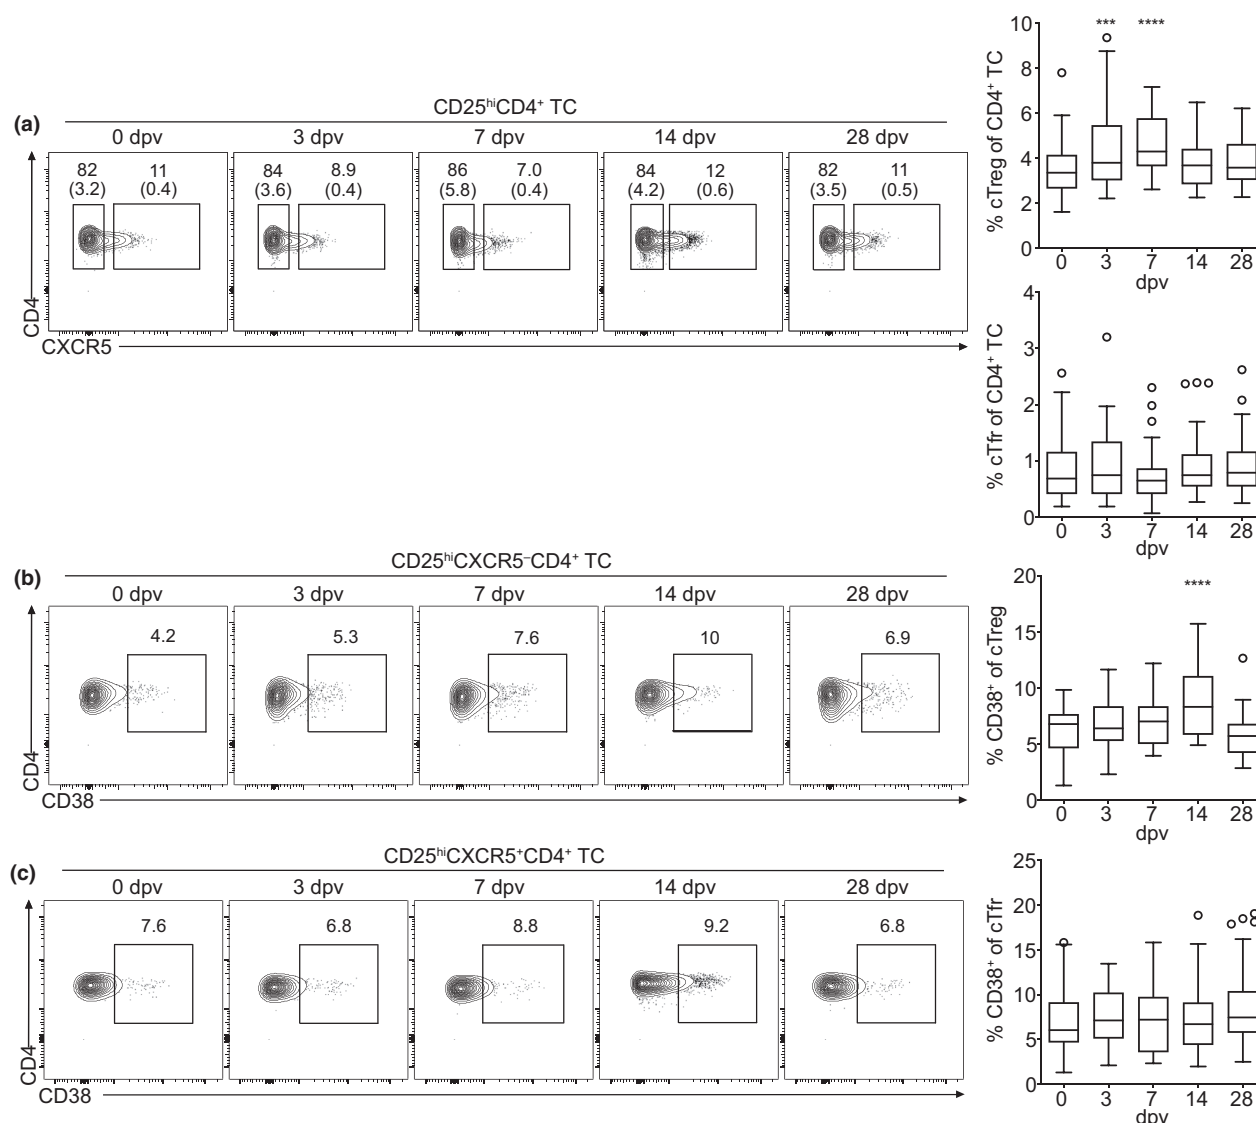 (a)
CD25hiCD4+ TC
0 dpv 3 dpv 7 dpv 14 dpv 28 dpv
82 11 84 8.9 86 7.0 84 12 82 11
(3.2) (0.4) (3.6) (0.4) (5.8) (0.4) (4.2) (0.6) (3.5) (0.5)
CD4
CXCR5
% cTreg of CD4+ TC
*** ****
10
8
6
4
2
0
0 3 7 14 28
dpv
% cTfr of CD4+ TC
4
3
2
1
0
0 3 7 14 28
dpv
(b)
CD25hiCXCR5–CD4+ TC
0 dpv 3 dpv 7 dpv 14 dpv 28 dpv
4.2 5.3 7.6 10 6.9
CD4
CD38
% CD38+ of cTreg
****
20
15
10
5
0
0 3 7 14 28
dpv
(c)
CD25hiCXCR5+CD4+ TC
0 dpv 3 dpv 7 dpv 14 dpv 28 dpv
7.6 6.8 8.8 9.2 6.8
CD4
CD38
% CD38+ of cTfr
25
20
15
10
5
0
0 3 7 14 28
dpv